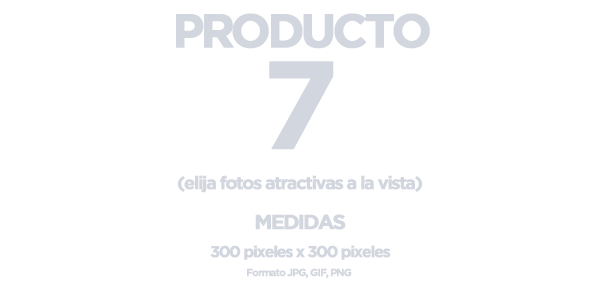 PRODUCTO
7
(elija fotos atractivas a la vista)
MEDIDAS
300 pixeles x 300 pixeles
Formato JPG, GIF, PNG